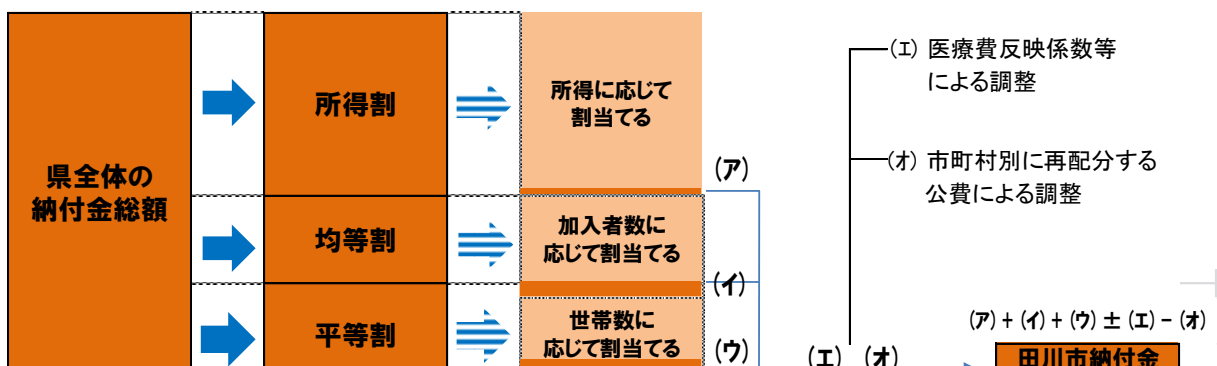 県全体の
納付金総額
所得割
均等割
平等割
所得に応じて
割当てる
加入者数に
応じて割当てる
世帯数に
応じて割当てる
(ア)
(イ)
(ウ)
(エ) 医療費反映係数等
による調整
(オ) 市町村別に再配分する
公費による調整
(エ) (オ)
(ア) + (イ) + (ウ) ± (エ) − (オ)
田川市納付金